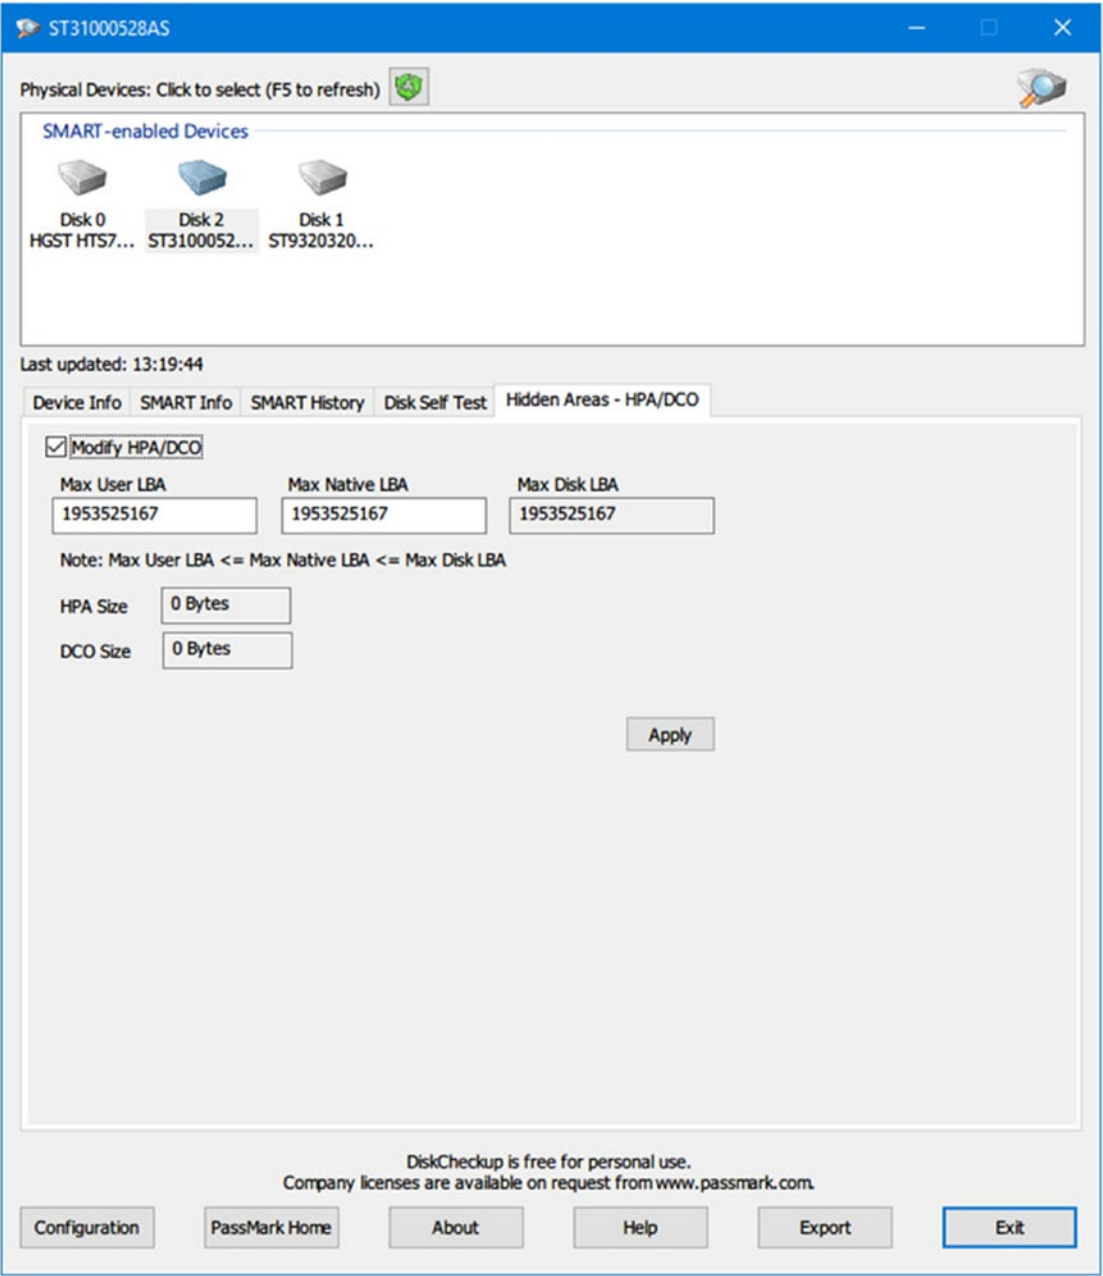 ST31000528AS
Physical Devices: Click to select (F5 to refresh)
SMART-enabled Devices
Disk 0 Disk 2 Disk 1
HGST HTS7... ST3100052... ST9320320...
Last updated: 13:19:44
Device Info SMART Info SMART History Disk Self Test Hidden Areas - HPA/DCO
Modify HPA/DCO
Max User LBA Max Native LBA Max Disk LBA
1953525167 1953525167 1953525167
Note: Max User LBA <= Max Native LBA <= Max Disk LBA
HPA Size 0 Bytes
DCO Size 0 Bytes
Apply
DiskCheckup is free for personal use.
Company licenses are available on request from www.passmark.com.
Configuration PassMark Home About Help Export Exit